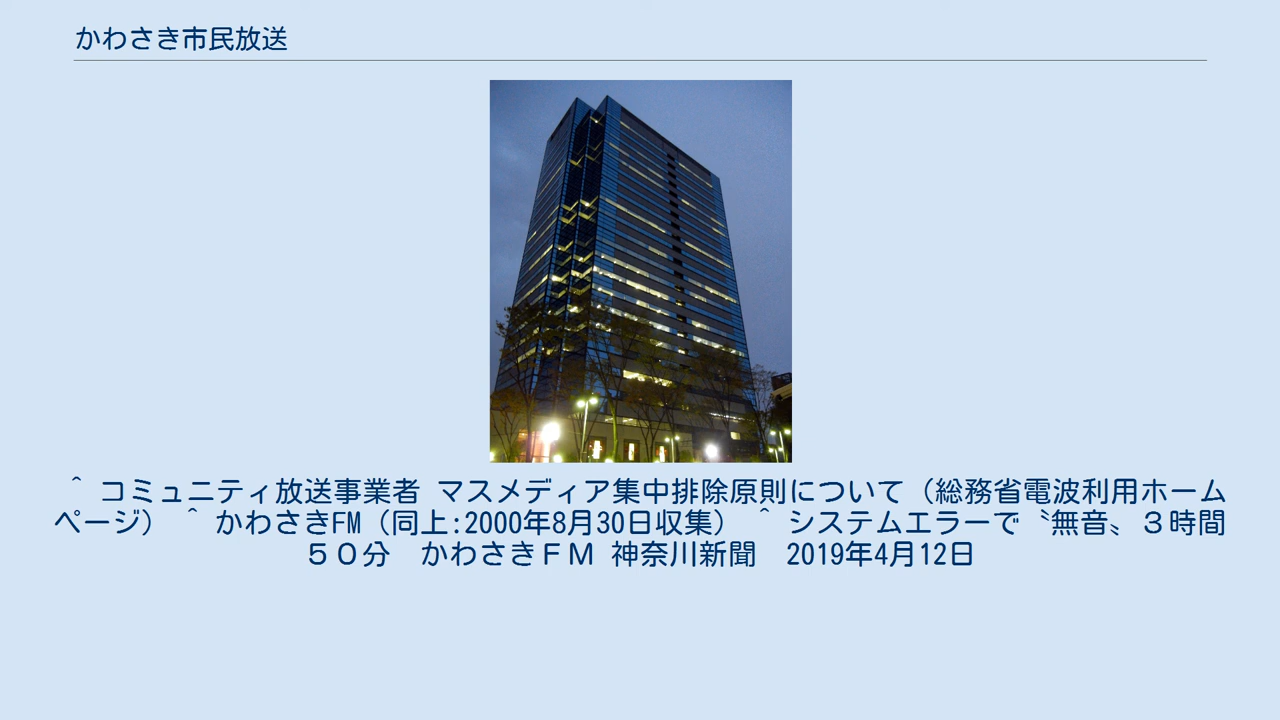 かわさき市民放送
＾ コミュニティ放送事業者 マスメディア集中排除原則について（総務省電波利用ホーム
ページ） ＾ かわさきFM（同上:2000年8月30日収集） ＾ システムエラーで〝無音〟３時間
５０分　かわさきＦＭ 神奈川新聞　2019年4月12日